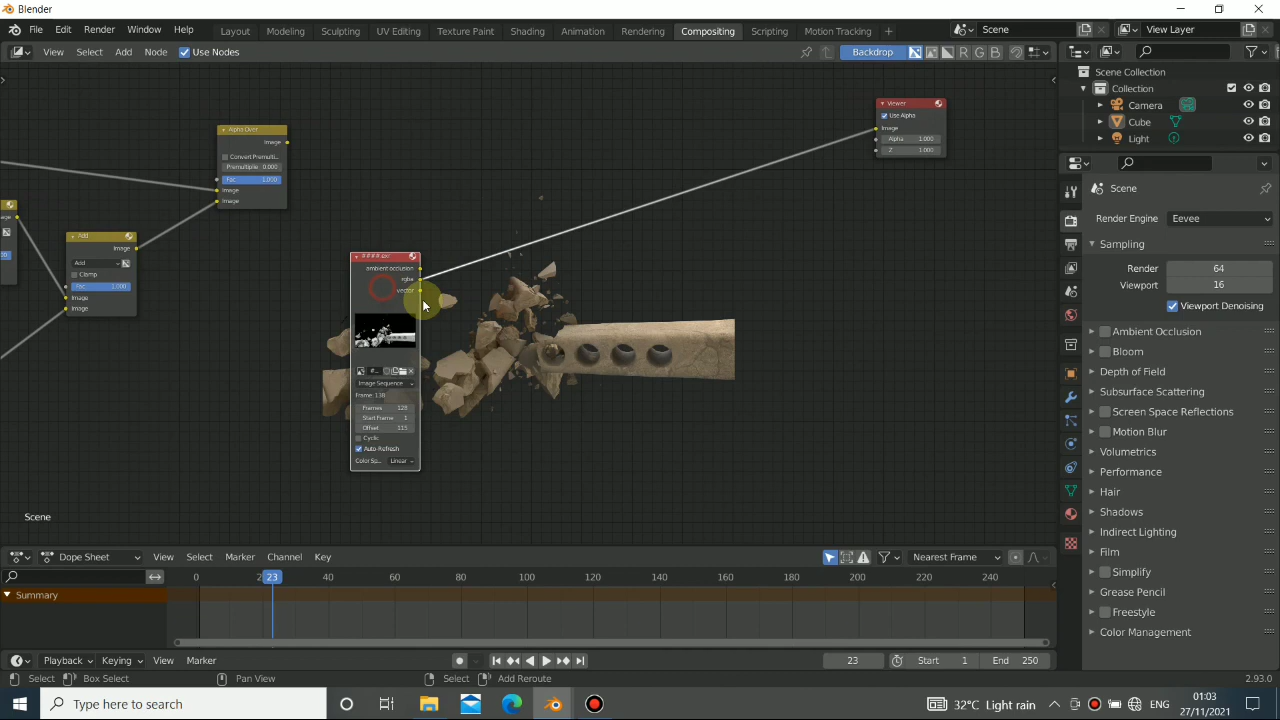 Blender
File Edit Render Window Help Layout Modeling Sculpting UV Editing Texture Paint Shading Animation Rendering Compositing Scripting Motion Tracking + Scene View Layer
View Select Add Node Use Nodes Backdrop R G B
Scene Collection
Collection
Camera
Cube
Light
Viewer
Use Alpha
Image
Alpha 1.000
Z 1.000
Alpha Over
Image
Convert Premulti...
Premultiple 0.000
Fac 1.000
Image
Image
Add
Image
Add
Clamp
Fac 1.000
Image
Image
####.exr
ambient occlusion
rgba
vector
Image Sequence
Frame: 138
Frames 128
Start Frame 1
Offset 115
Cyclic
Auto-Refresh
Color Sp... Linear
Scene
Scene
Render Engine Eevee
Sampling
Render 64
Viewport 16
Viewport Denoising
Ambient Occlusion
Bloom
Depth of Field
Subsurface Scattering
Screen Space Reflections
Motion Blur
Volumetrics
Performance
Hair
Shadows
Indirect Lighting
Film
Simplify
Grease Pencil
Freestyle
Color Management
Dope Sheet View Select Marker Channel Key Nearest Frame
0 23 40 60 80 100 120 140 160 180 200 220 240
Summary
Playback Keying View Marker 23 Start 1 End 250
Select Box Select Pan View Select Add Reroute 2.93.0
Type here to search 32°C Light rain ENG 01:03
27/11/2021